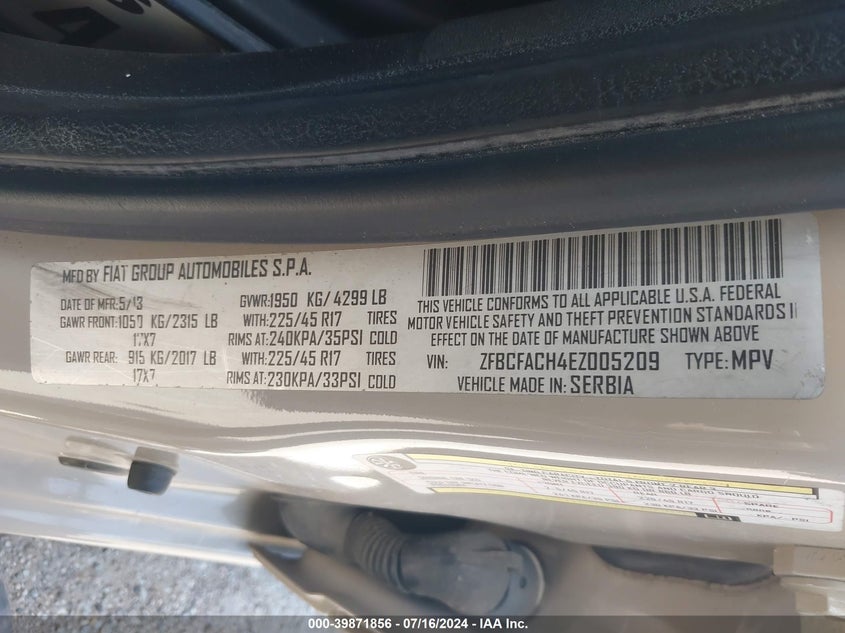 MFD BY FIAT GROUP AUTOMOBILES S.P.A.
DATE OF MFR: 5/13 GVWR: 1950 KG/ 4299 LB
GAWR FRONT: 1050 KG/2315 LB WITH: 225/45 R17 TIRES
17X7 RIMS AT: 240KPA/35PSI COLD
GAWR REAR: 915 KG/2017 LB WITH: 225/45 R17 TIRES
17X7 RIMS AT: 230KPA/33PSI COLD
THIS VEHICLE CONFORMS TO ALL APPLICABLE U.S.A. FEDERAL
MOTOR VEHICLE SAFETY AND THEFT PREVENTION STANDARDS I
EFFECT ON THE DATE OF MANUFACTURE SHOWN ABOVE
VIN: ZFBCFACH4EZ005209 TYPE: MPV
VEHICLE MADE IN: SERBIA
SPARE
KPA/ PSI
000-39871856 - 07/16/2024 - IAA Inc.